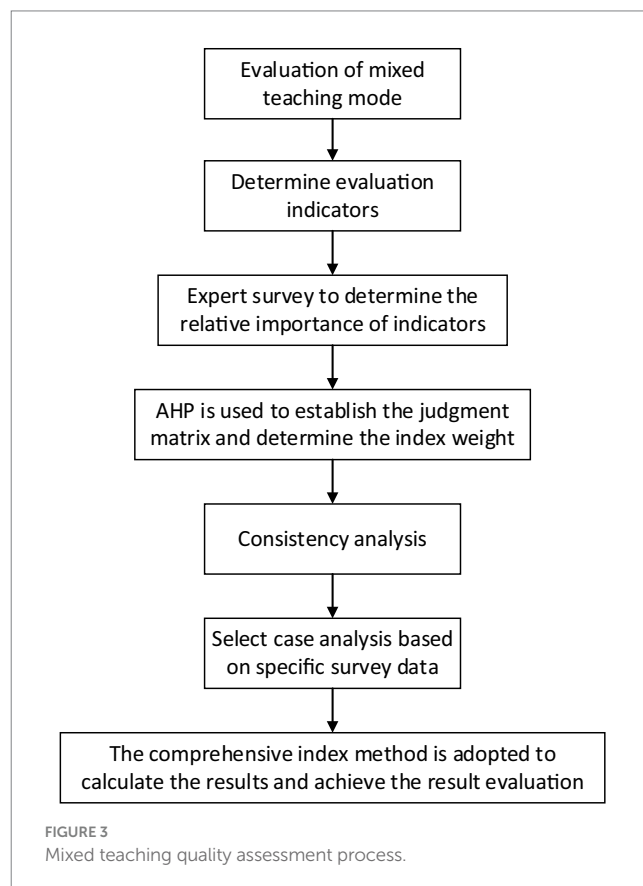 Evaluation of mixed
teaching mode
Determine evaluation
indicators
Expert survey to determine the
relative importance of indicators
AHP is used to establish the judgment
matrix and determine the index weight
Consistency analysis
Select case analysis based
on specific survey data
The comprehensive index method is adopted to
calculate the results and achieve the result evaluation
FIGURE 3
Mixed teaching quality assessment process.